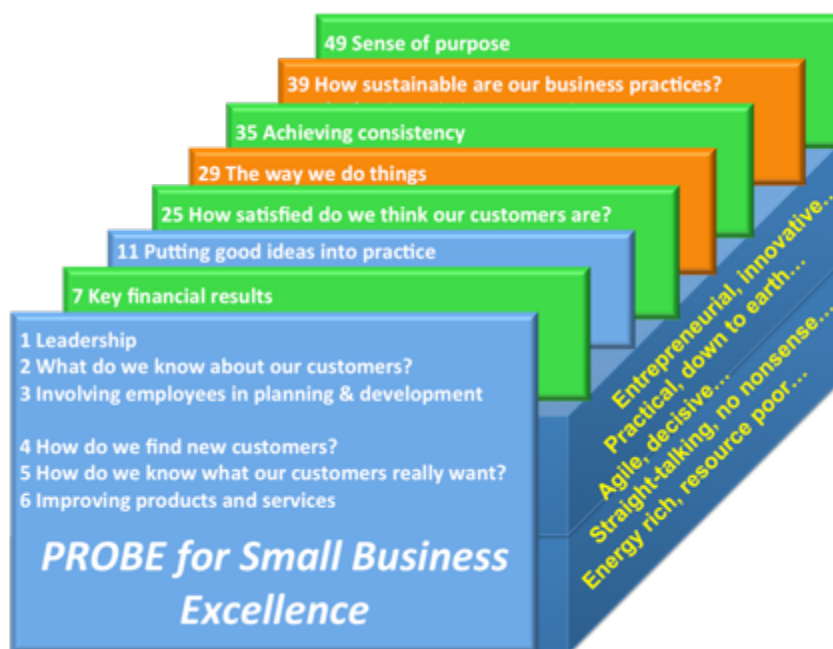 49 Sense of purpose
39 How sustainable are our business practices?
35 Achieving consistency
29 The way we do things
25 How satisfied do we think our customers are?
11 Putting good ideas into practice
7 Key financial results
1 Leadership
2 What do we know about our customers?
3 Involving employees in planning & development
4 How do we find new customers?
5 How do we know what our customers really want?
6 Improving products and services
PROBE for Small Business
Excellence
Entrepreneurial, innovative...
Practical, down to earth...
Agile, decisive...
Straight-talking, no nonsense...
Energy rich, resource poor...